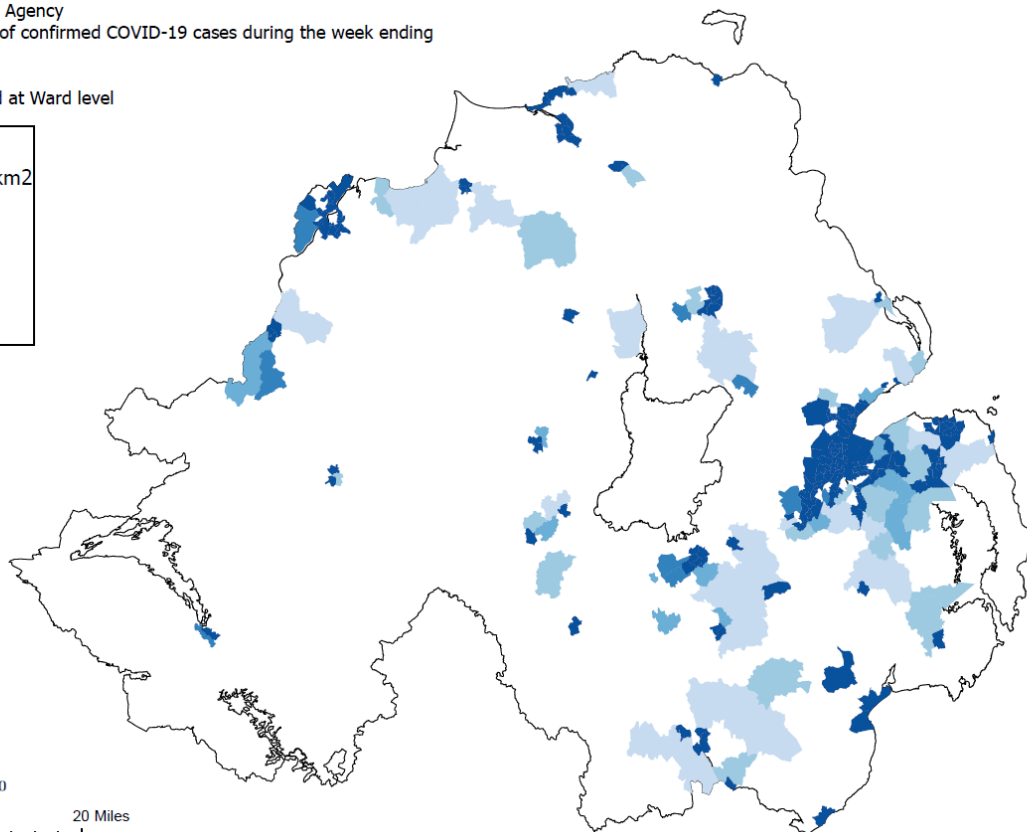 Agency
of confirmed COVID-19 cases during the week ending
at Ward level
km2
0
20 Miles